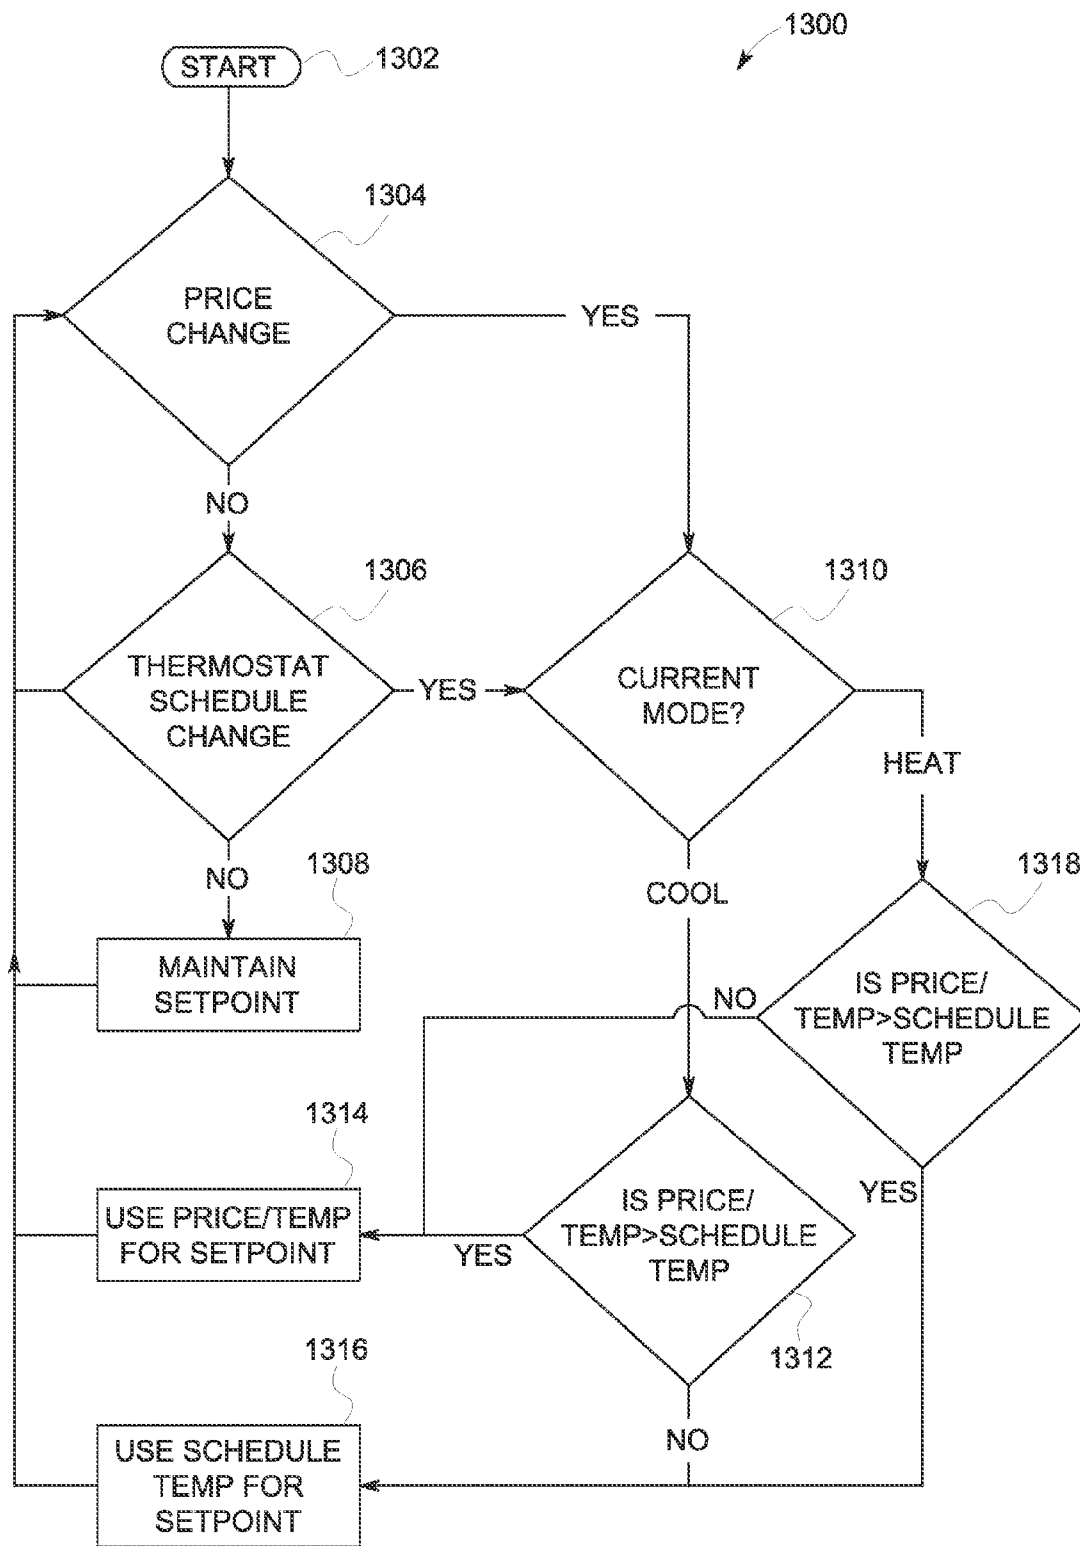 1300
START
1302
1304
PRICE
CHANGE
YES
NO
1306
THERMOSTAT
SCHEDULE
CHANGE
YES
1310
CURRENT
MODE?
HEAT
NO
1308
MAINTAIN
SETPOINT
COOL
1318
NO
IS PRICE/
TEMP>SCHEDULE
TEMP
YES
1314
USE PRICE/TEMP
FOR SETPOINT
YES
IS PRICE/
TEMP>SCHEDULE
TEMP
1312
NO
1316
USE SCHEDULE
TEMP FOR
SETPOINT